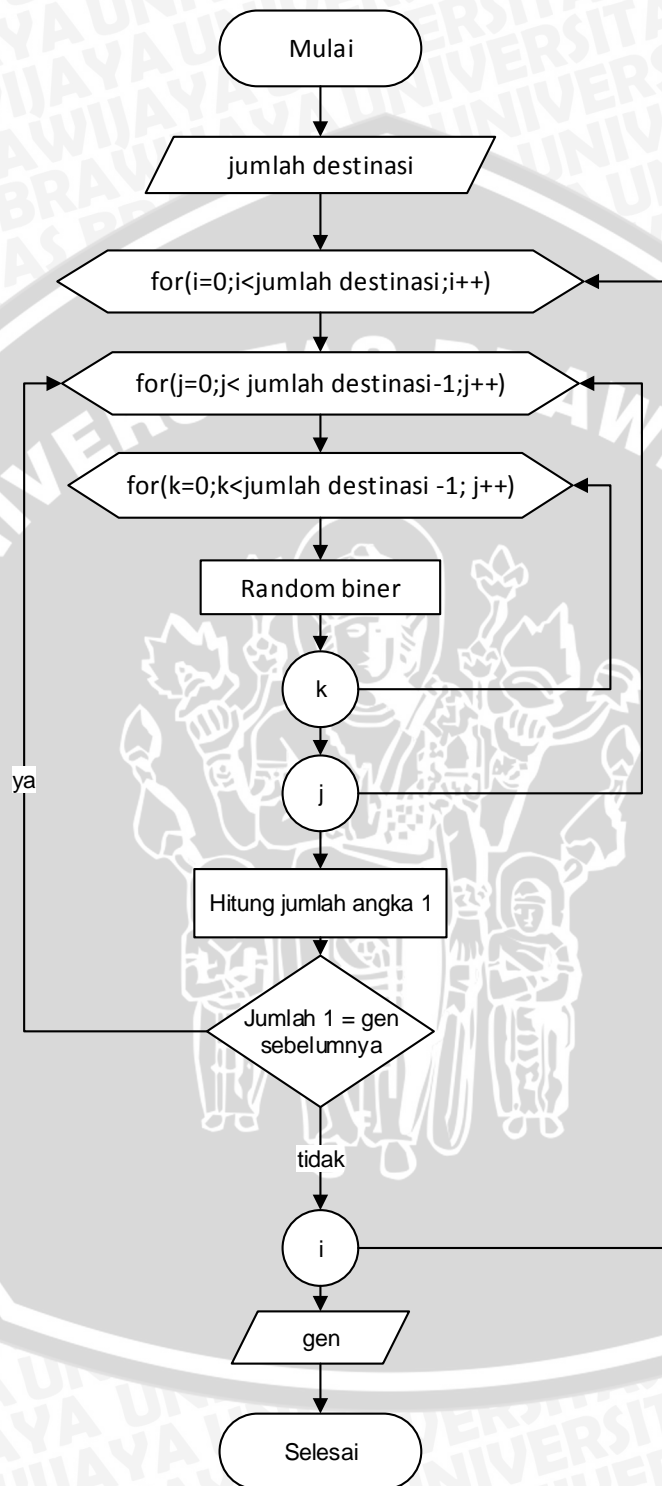 Mulai
jumlah destinasi
for(i=0;i<jumlah destinasi;i++)
for(j=0;j< jumlah destinasi-1;j++)
for(k=0;k<jumlah destinasi -1; j++)
Random biner
k
j
ya
Hitung jumlah angka 1
Jumlah 1 = gen
sebelumnya
tidak
i
gen
Selesai